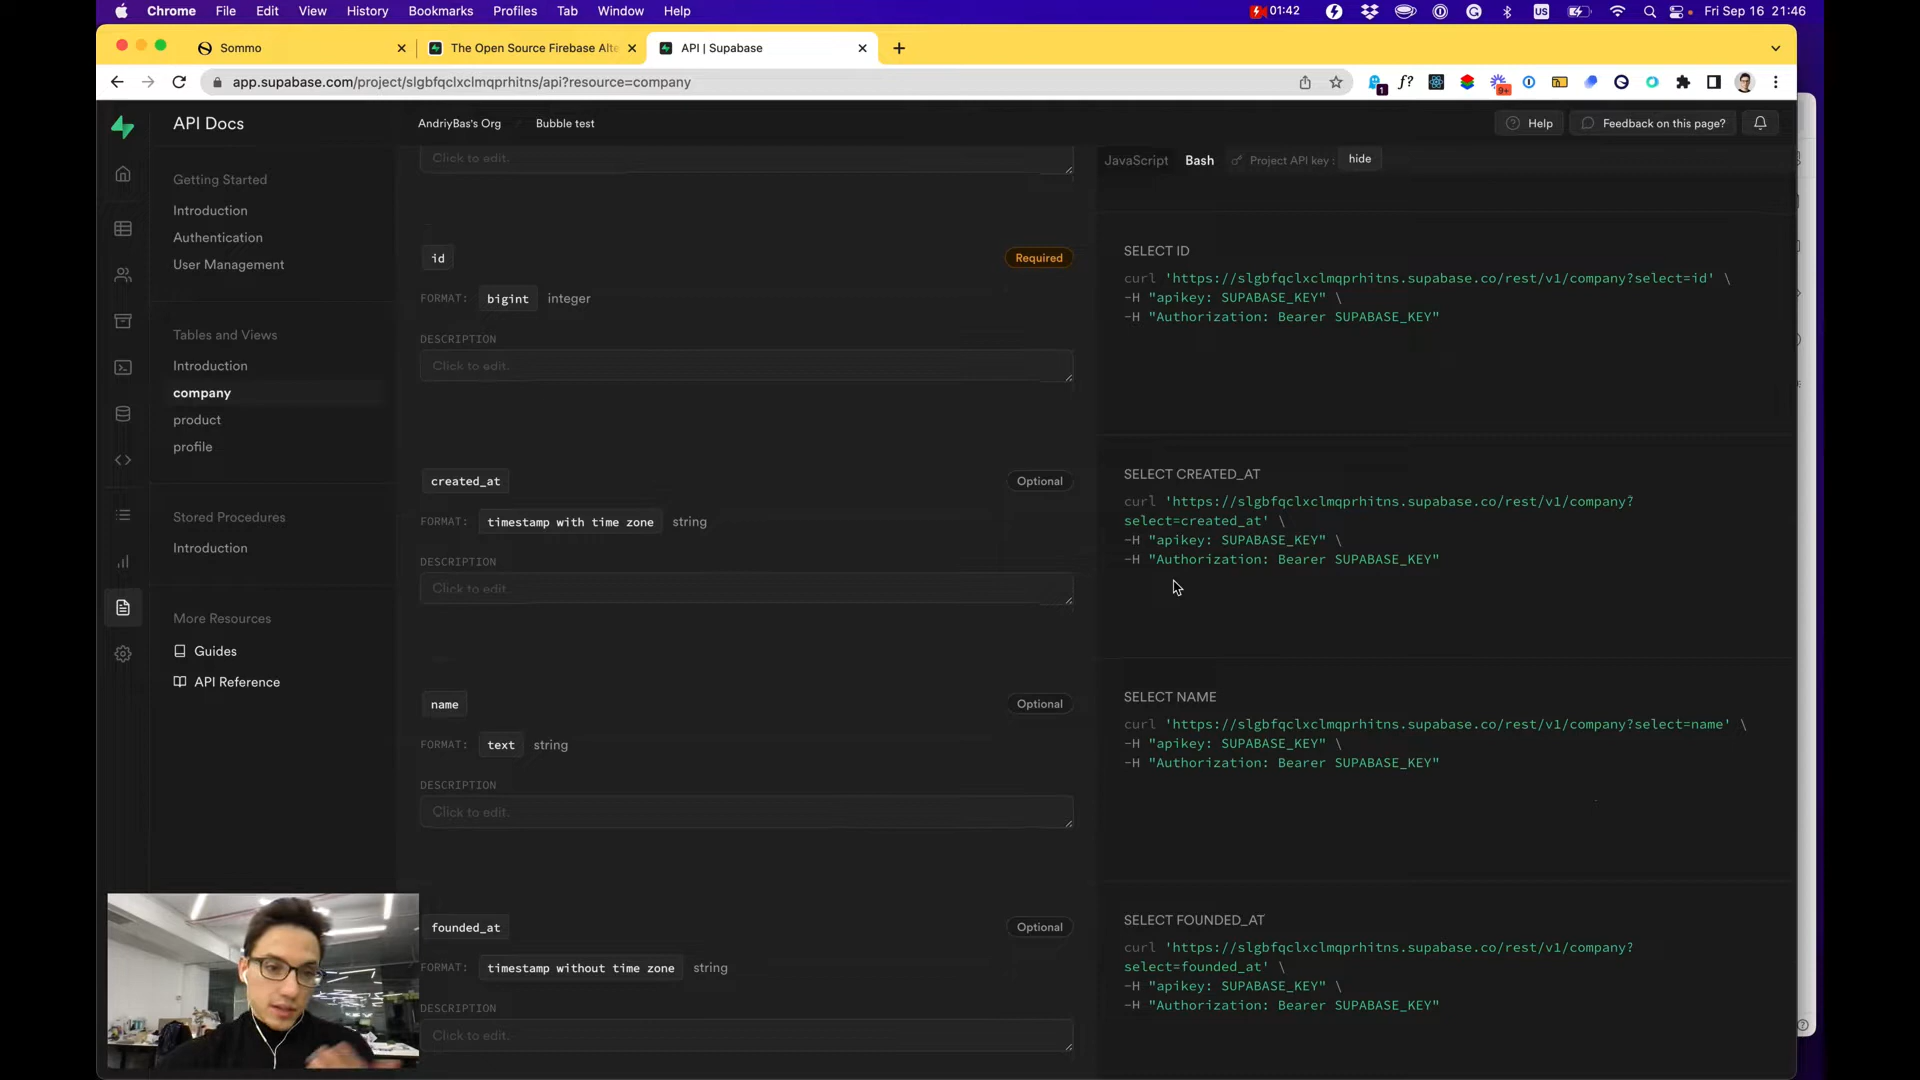 Chrome File Edit View History Bookmarks Profiles Tab Window Help 01:42 US Fri Sep 16 21:46
Sommo
The Open Source Firebase Alte
API | Supabase
app.supabase.com/project/slgbfqclxclmqprhitns/api?resource=company
f? 1 9+
API Docs
AndriyBas's Org
Bubble test
Help
Feedback on this page?
Getting Started
Introduction
Authentication
User Management
Tables and Views
Introduction
company
product
profile
Stored Procedures
Introduction
More Resources
Guides
API Reference
Click to edit.
id
Required
FORMAT: bigint integer
DESCRIPTION
Click to edit.
created_at
Optional
FORMAT: timestamp with time zone string
DESCRIPTION
Click to edit.
name
Optional
FORMAT: text string
DESCRIPTION
Click to edit.
founded_at
Optional
FORMAT: timestamp without time zone string
DESCRIPTION
Click to edit.
JavaScript Bash Project API key : hide
SELECT ID
curl 'https://slgbfqclxclmqprhitns.supabase.co/rest/v1/company?select=id' \
-H "apikey: SUPABASE_KEY" \
-H "Authorization: Bearer SUPABASE_KEY"
SELECT CREATED_AT
curl 'https://slgbfqclxclmqprhitns.supabase.co/rest/v1/company?
select=created_at' \
-H "apikey: SUPABASE_KEY" \
-H "Authorization: Bearer SUPABASE_KEY"
SELECT NAME
curl 'https://slgbfqclxclmqprhitns.supabase.co/rest/v1/company?select=name' \
-H "apikey: SUPABASE_KEY" \
-H "Authorization: Bearer SUPABASE_KEY"
SELECT FOUNDED_AT
curl 'https://slgbfqclxclmqprhitns.supabase.co/rest/v1/company?
select=founded_at' \
-H "apikey: SUPABASE_KEY" \
-H "Authorization: Bearer SUPABASE_KEY"